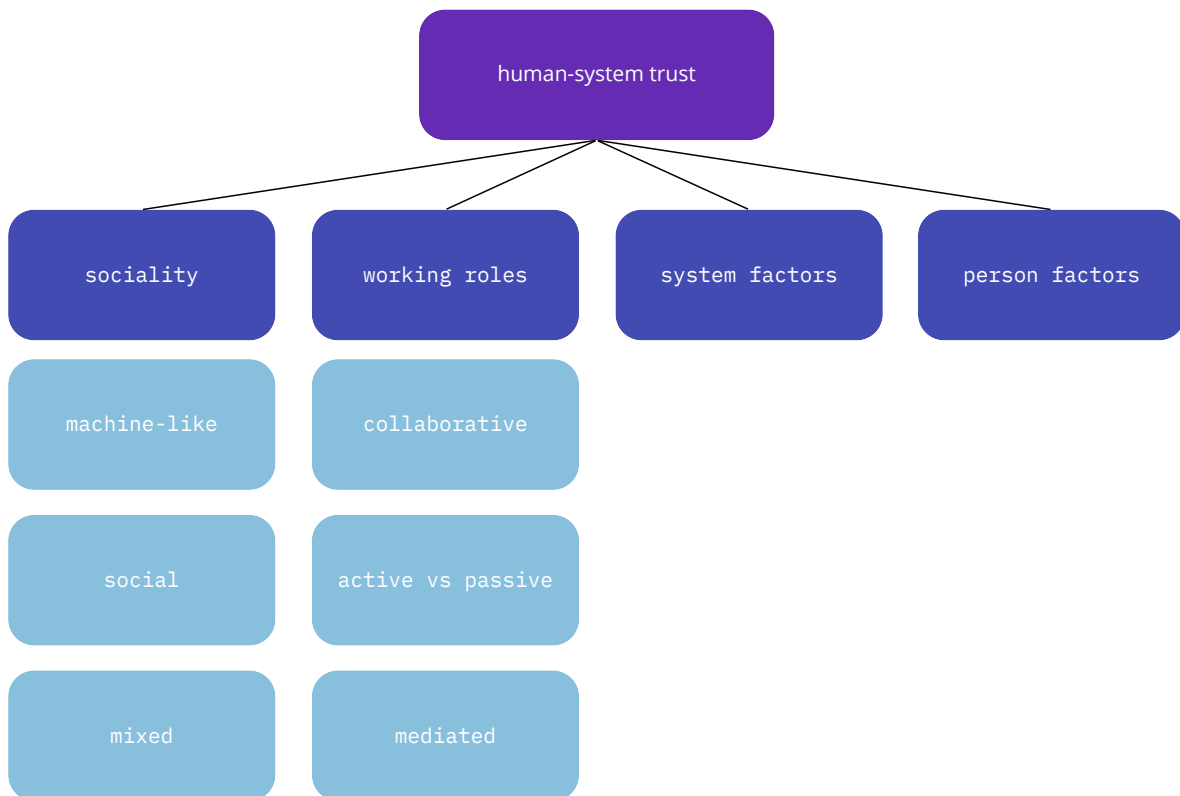 human-system trust
sociality
working roles
system factors
person factors
machine-like
collaborative
social
active vs passive
mixed
mediated